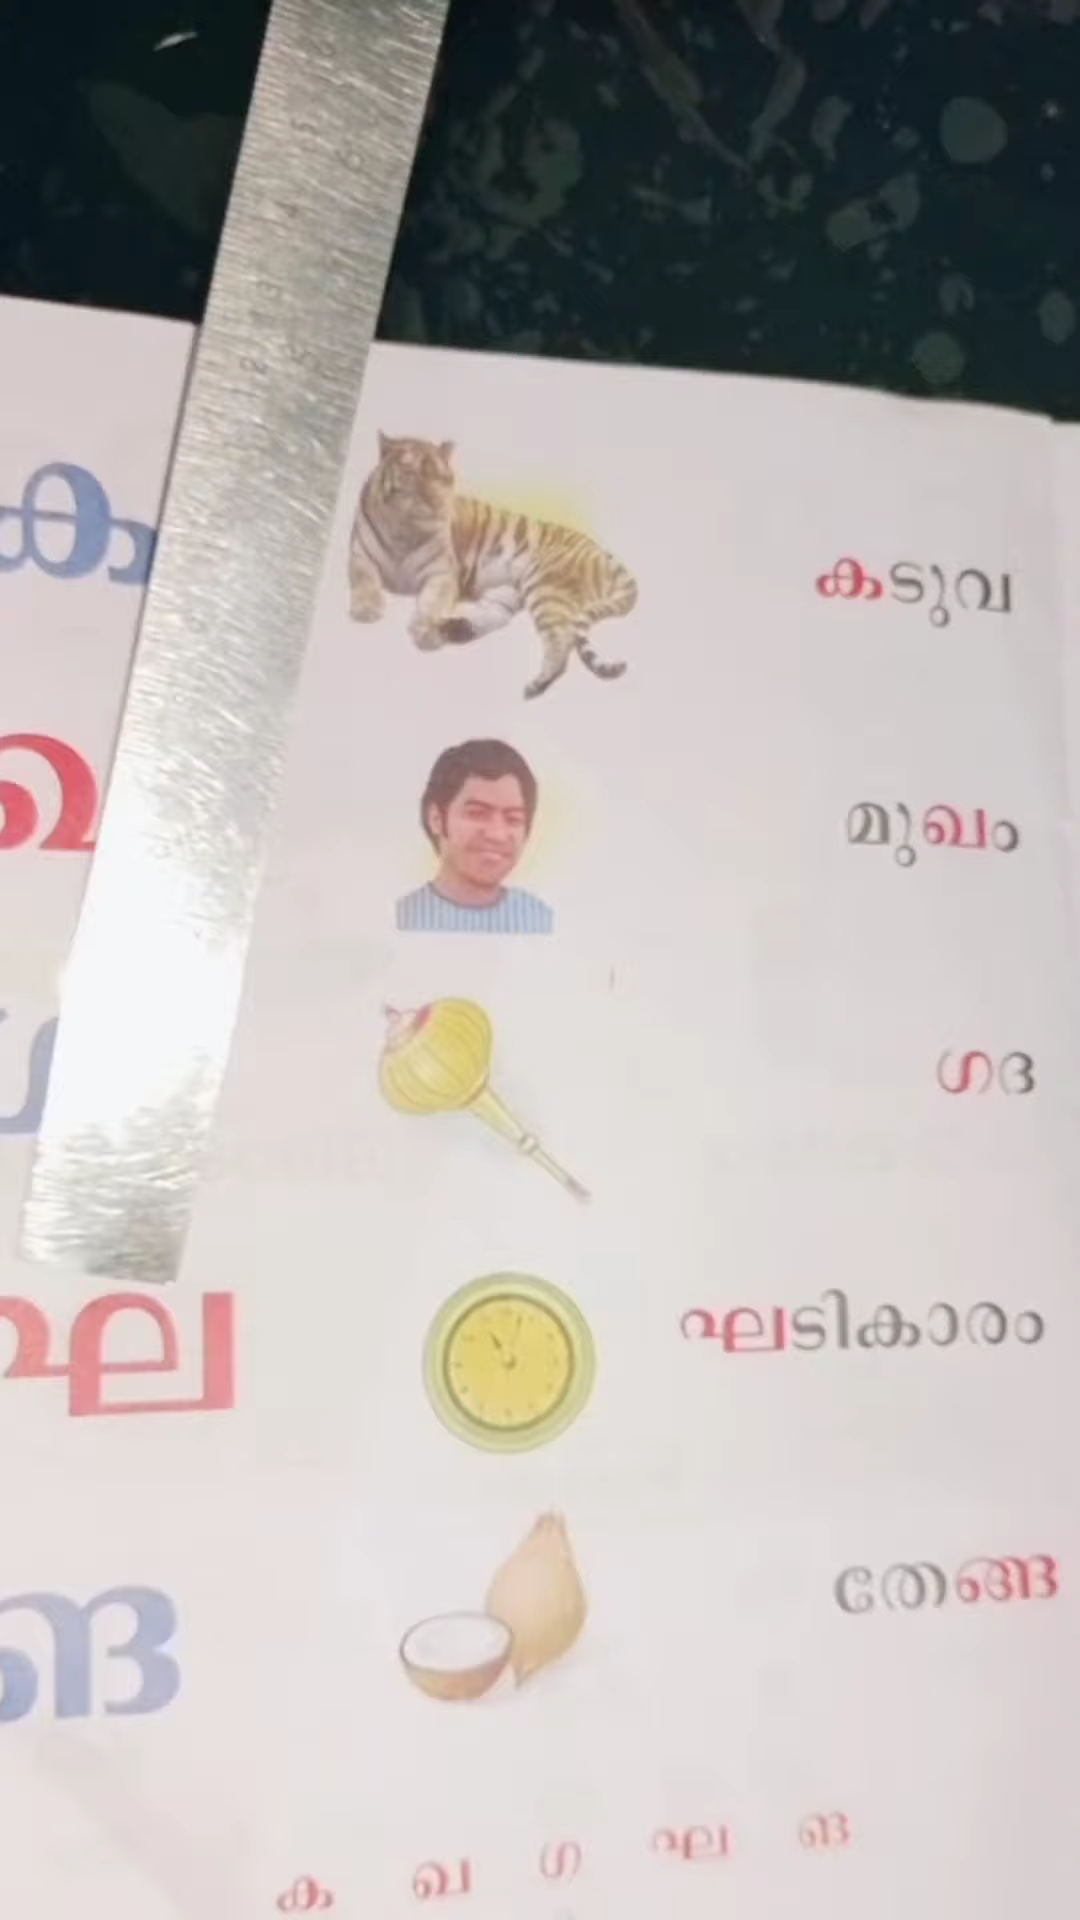 ക കടുവ
ഖ മുഖം
ഗ ഗദ
ഘ ഘടികാരം
ങ തേങ്ങ
ക ഖ ഗ ഘ ങ